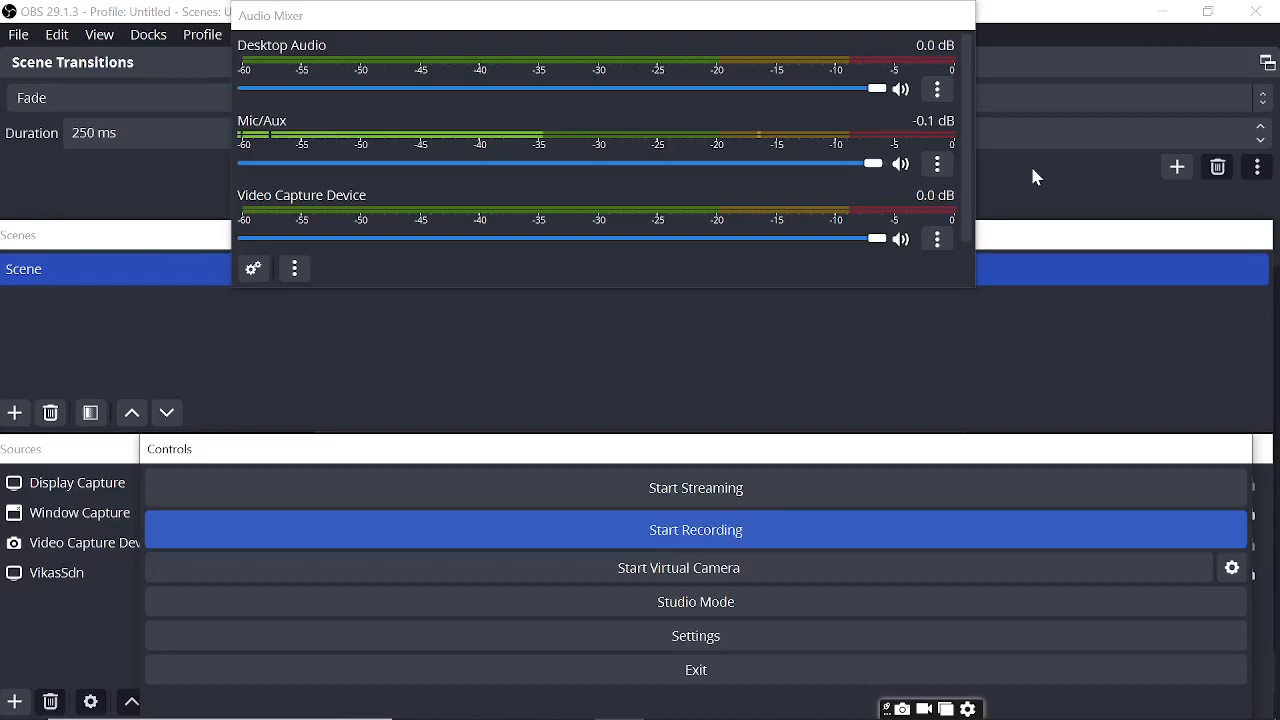 OBS 29.1.3 - Profile: Untitled - Scenes: U
File Edit View Docks Profile
Scene Transitions
Fade
Duration 250 ms
Audio Mixer
Desktop Audio 0.0 dB
-60 -55 -50 -45 -40 -35 -30 -25 -20 -15 -10 -5 0
Mic/Aux -0.1 dB
-60 -55 -50 -45 -40 -35 -30 -25 -20 -15 -10 -5 0
Video Capture Device 0.0 dB
-60 -55 -50 -45 -40 -35 -30 -25 -20 -15 -10 -5 0
Scenes
Scene
Sources
Display Capture
Window Capture
Video Capture Dev
VikasSdn
Controls
Start Streaming
Start Recording
Start Virtual Camera
Studio Mode
Settings
Exit